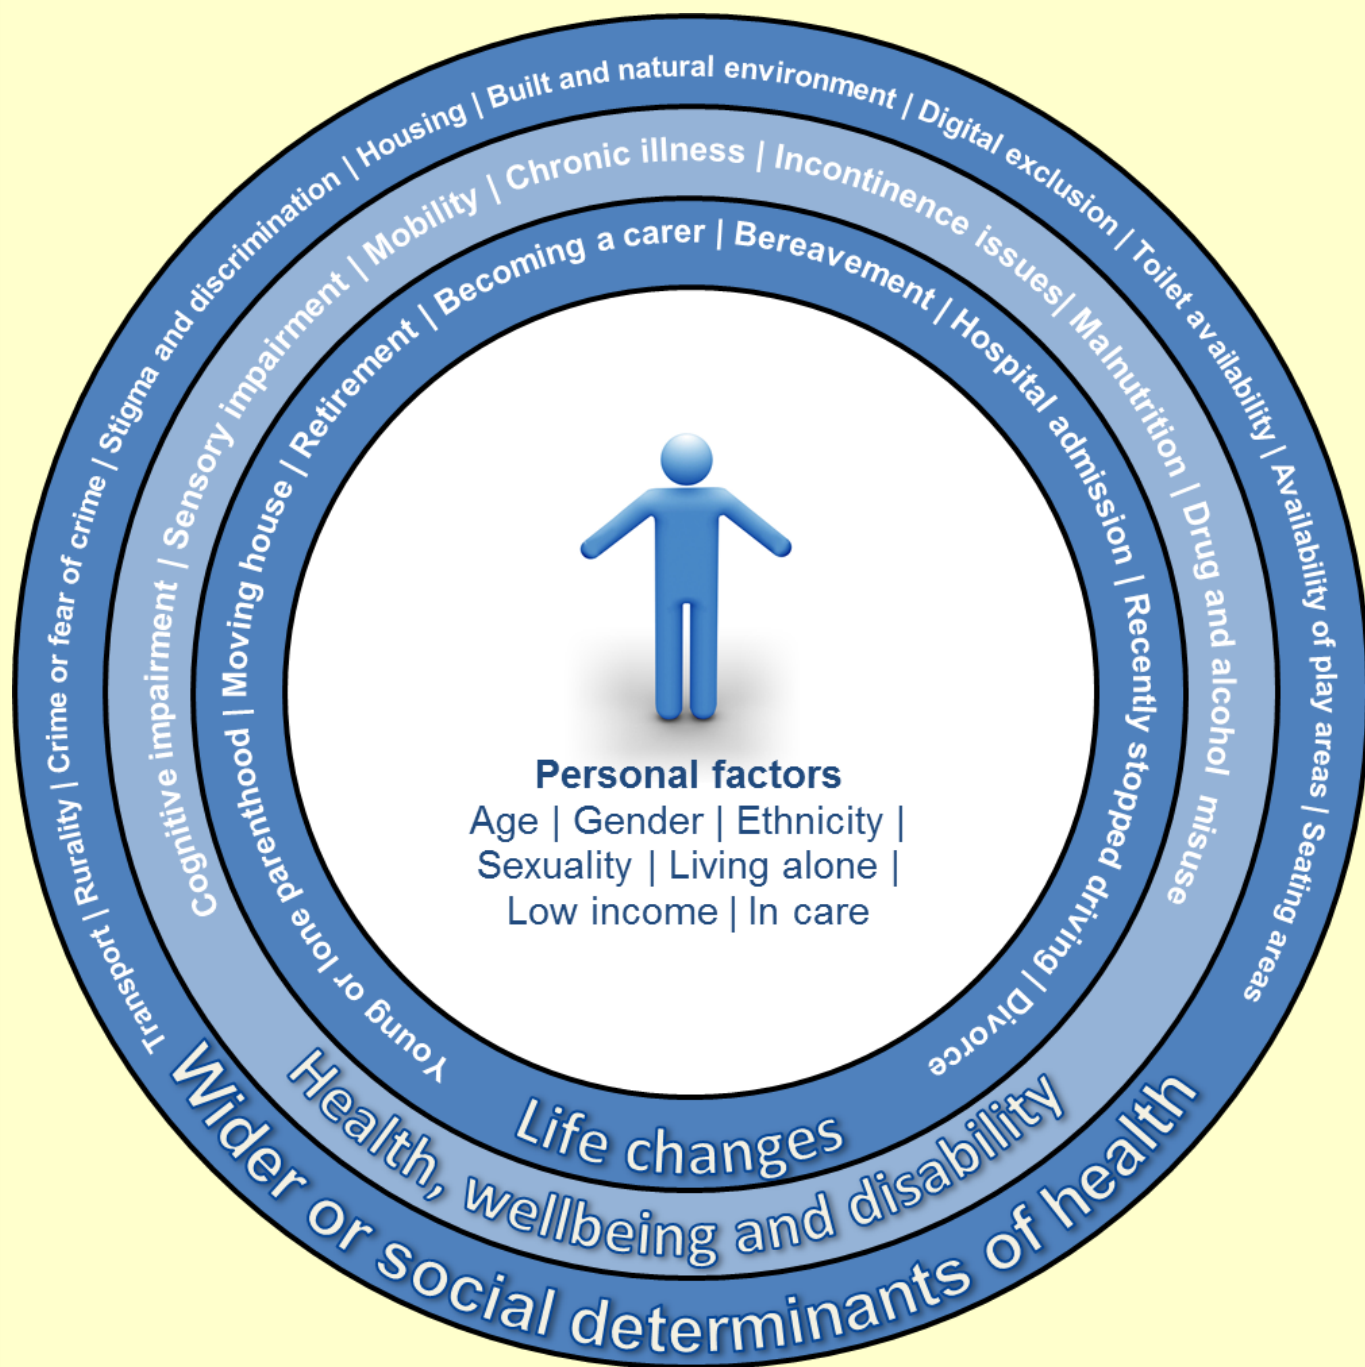 Transport | Rurality | Crime or fear of crime | Stigma and discrimination | Housing | Built and natural environment | Digital exclusion | Toilet availability | Availability of play areas | Seating areas
Cognitive impairment | Sensory impairment | Mobility | Chronic illness | Incontinence issues| Malnutrition | Drug and alcohol misuse
Young or lone parenthood | Moving house | Retirement | Becoming a carer | Bereavement | Hospital admission | Recently stopped driving | Divorce
Personal factors
Age | Gender | Ethnicity |
Sexuality | Living alone |
Low income | In care
Life changes
Health, wellbeing and disability
Wider or social determinants of health